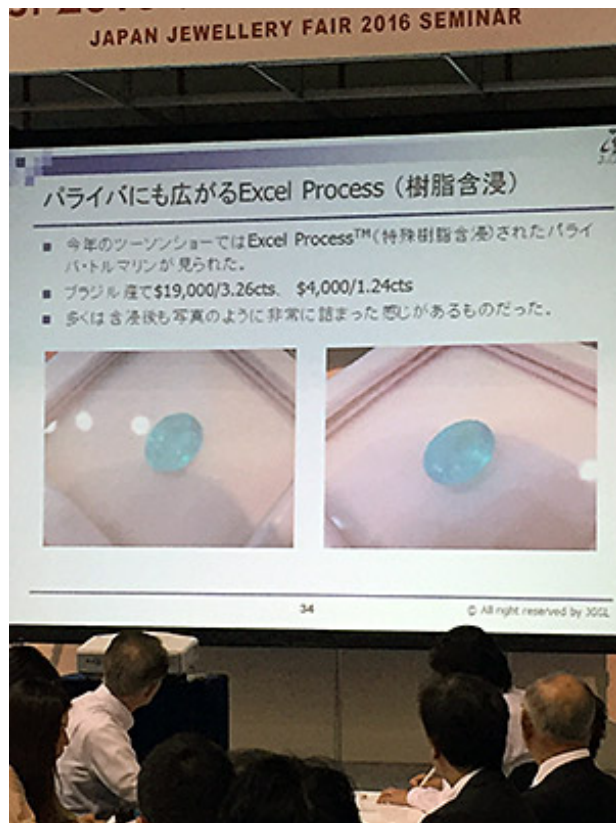 JAPAN JEWELLERY FAIR 2016 SEMINAR
パライバにも広がるExcel Process（樹脂含浸）
■ 今年のツーソンショーではExcel Process™(特殊樹脂含浸)されたパライ
バ・トルマリンが見られた。
■ ブラジル産で$19,000/3.26cts、 $4,000/1.24cts
■ 多くは含浸後も写真のように非常に詰まった感じがあるものだった。
34
© All right reserved by JGGL